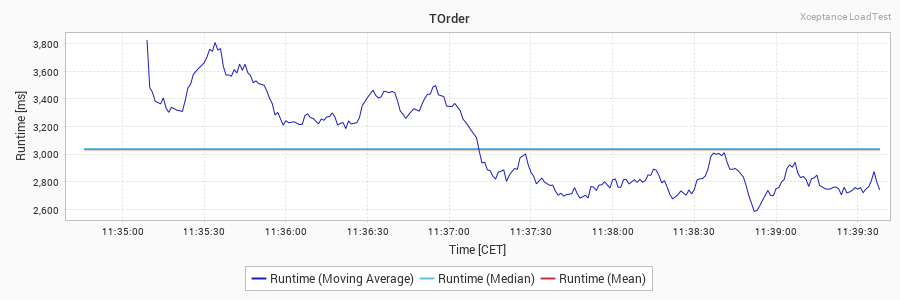 TOrder
Xceptance LoadTest
3,800
3,600
3,400
3,200
3,000
2,800
2,600
Runtime [ms]
11:35:00 11:35:30 11:36:00 11:36:30 11:37:00 11:37:30 11:38:00 11:38:30 11:39:00 11:39:30
Time [CET]
Runtime (Moving Average) Runtime (Median) Runtime (Mean)